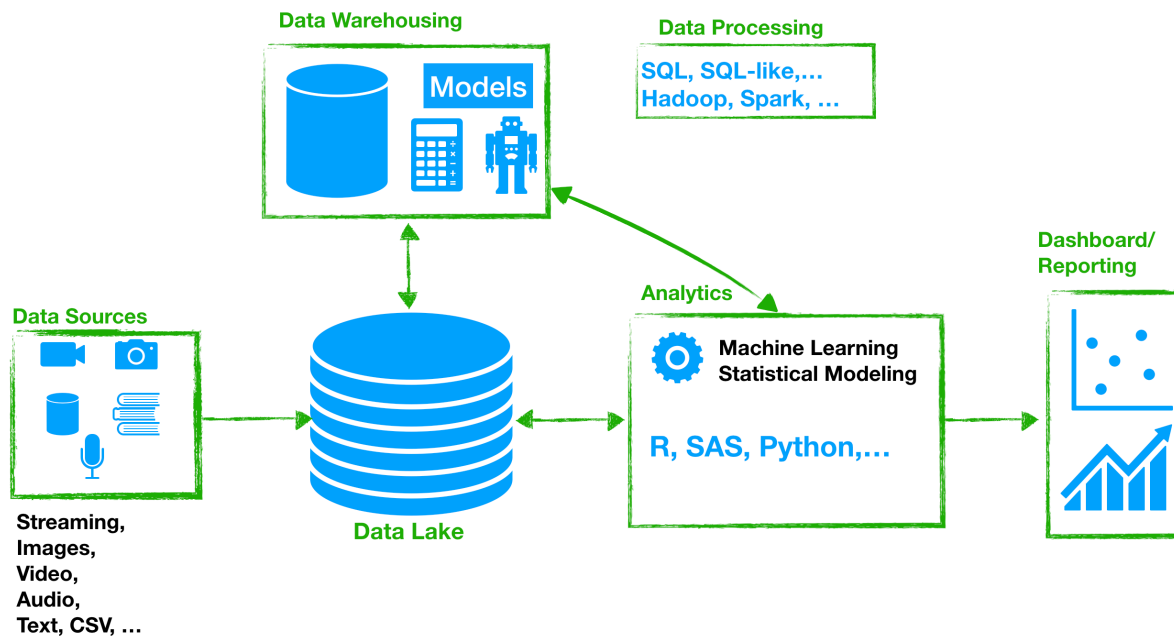 Data Warehousing
Models
Data Processing
SQL, SQL-like,...
Hadoop, Spark, ...
Data Sources
Streaming,
Images,
Video,
Audio,
Text, CSV, ...
Data Lake
Analytics
Machine Learning
Statistical Modeling
R, SAS, Python,...
Dashboard/
Reporting